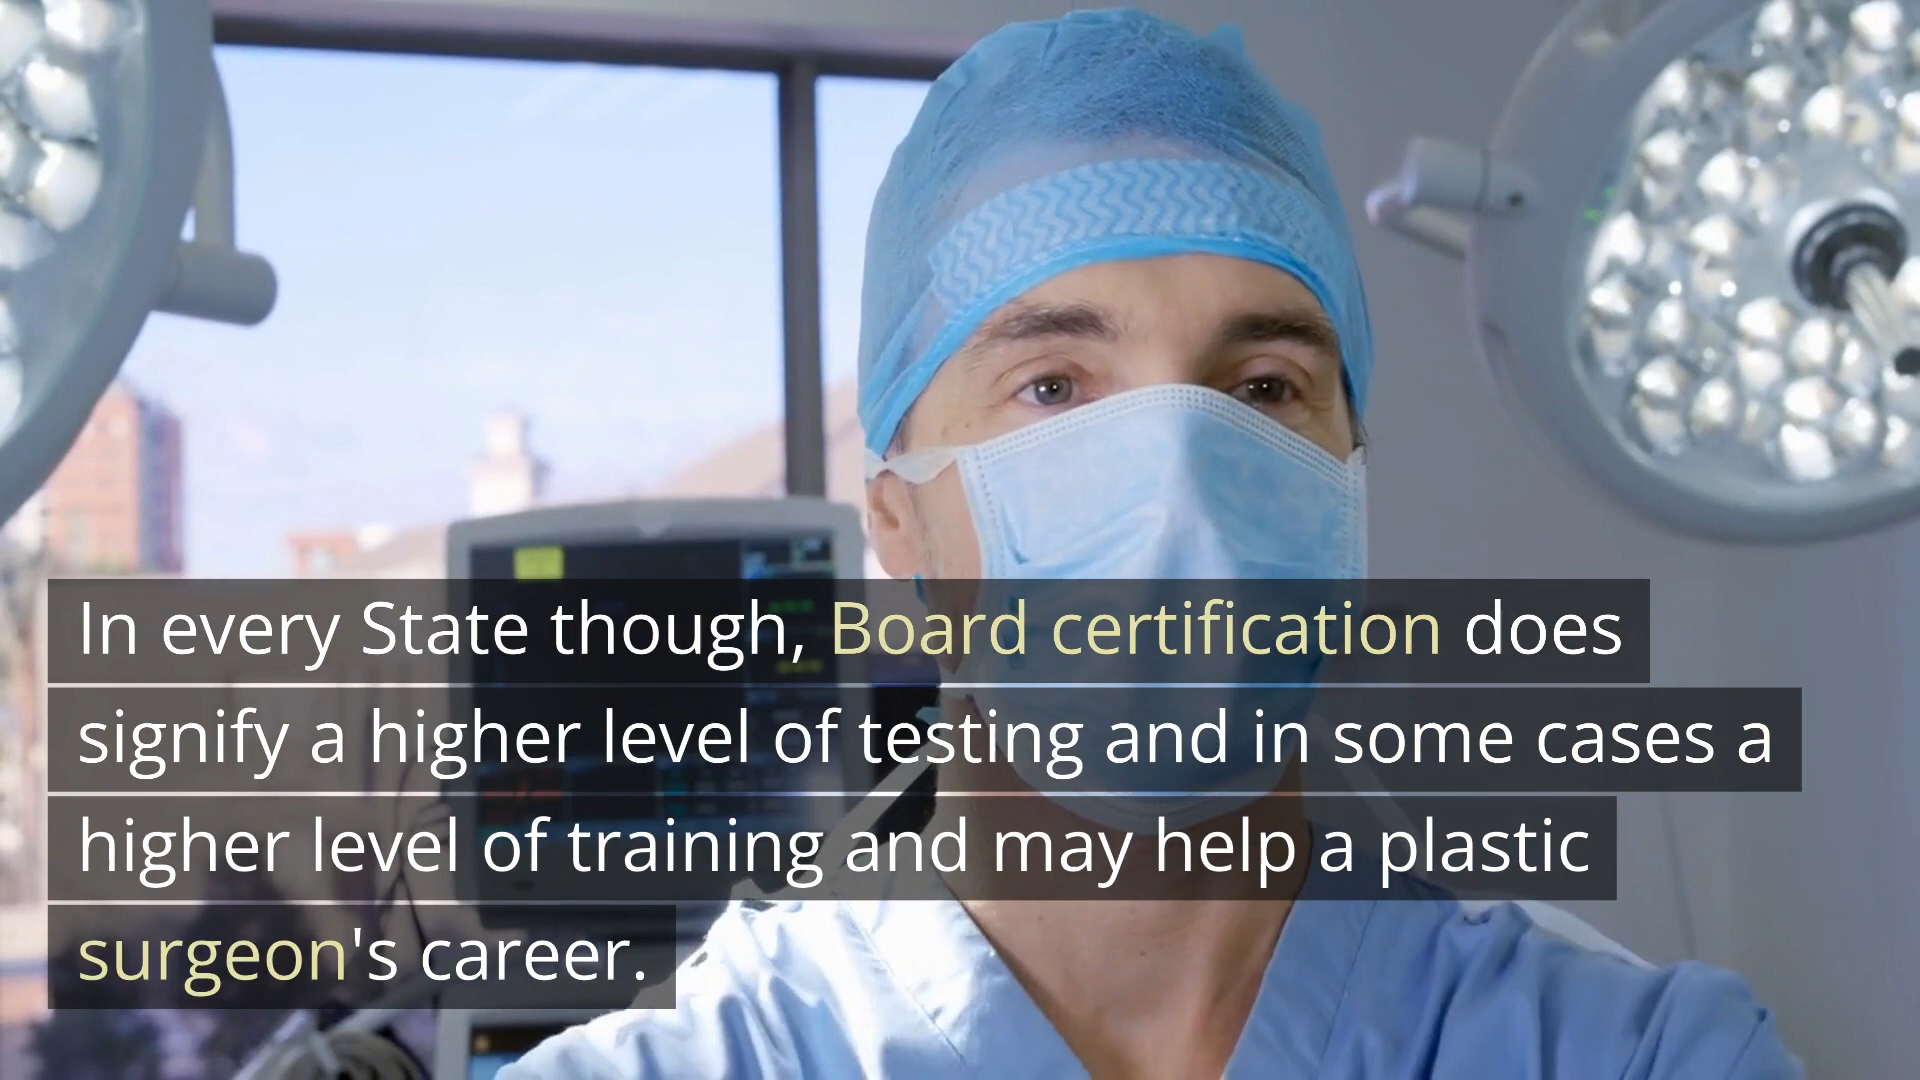 In every State though, Board certification does
signify a higher level of testing and in some cases a
higher level of training and may help a plastic
surgeon's career.